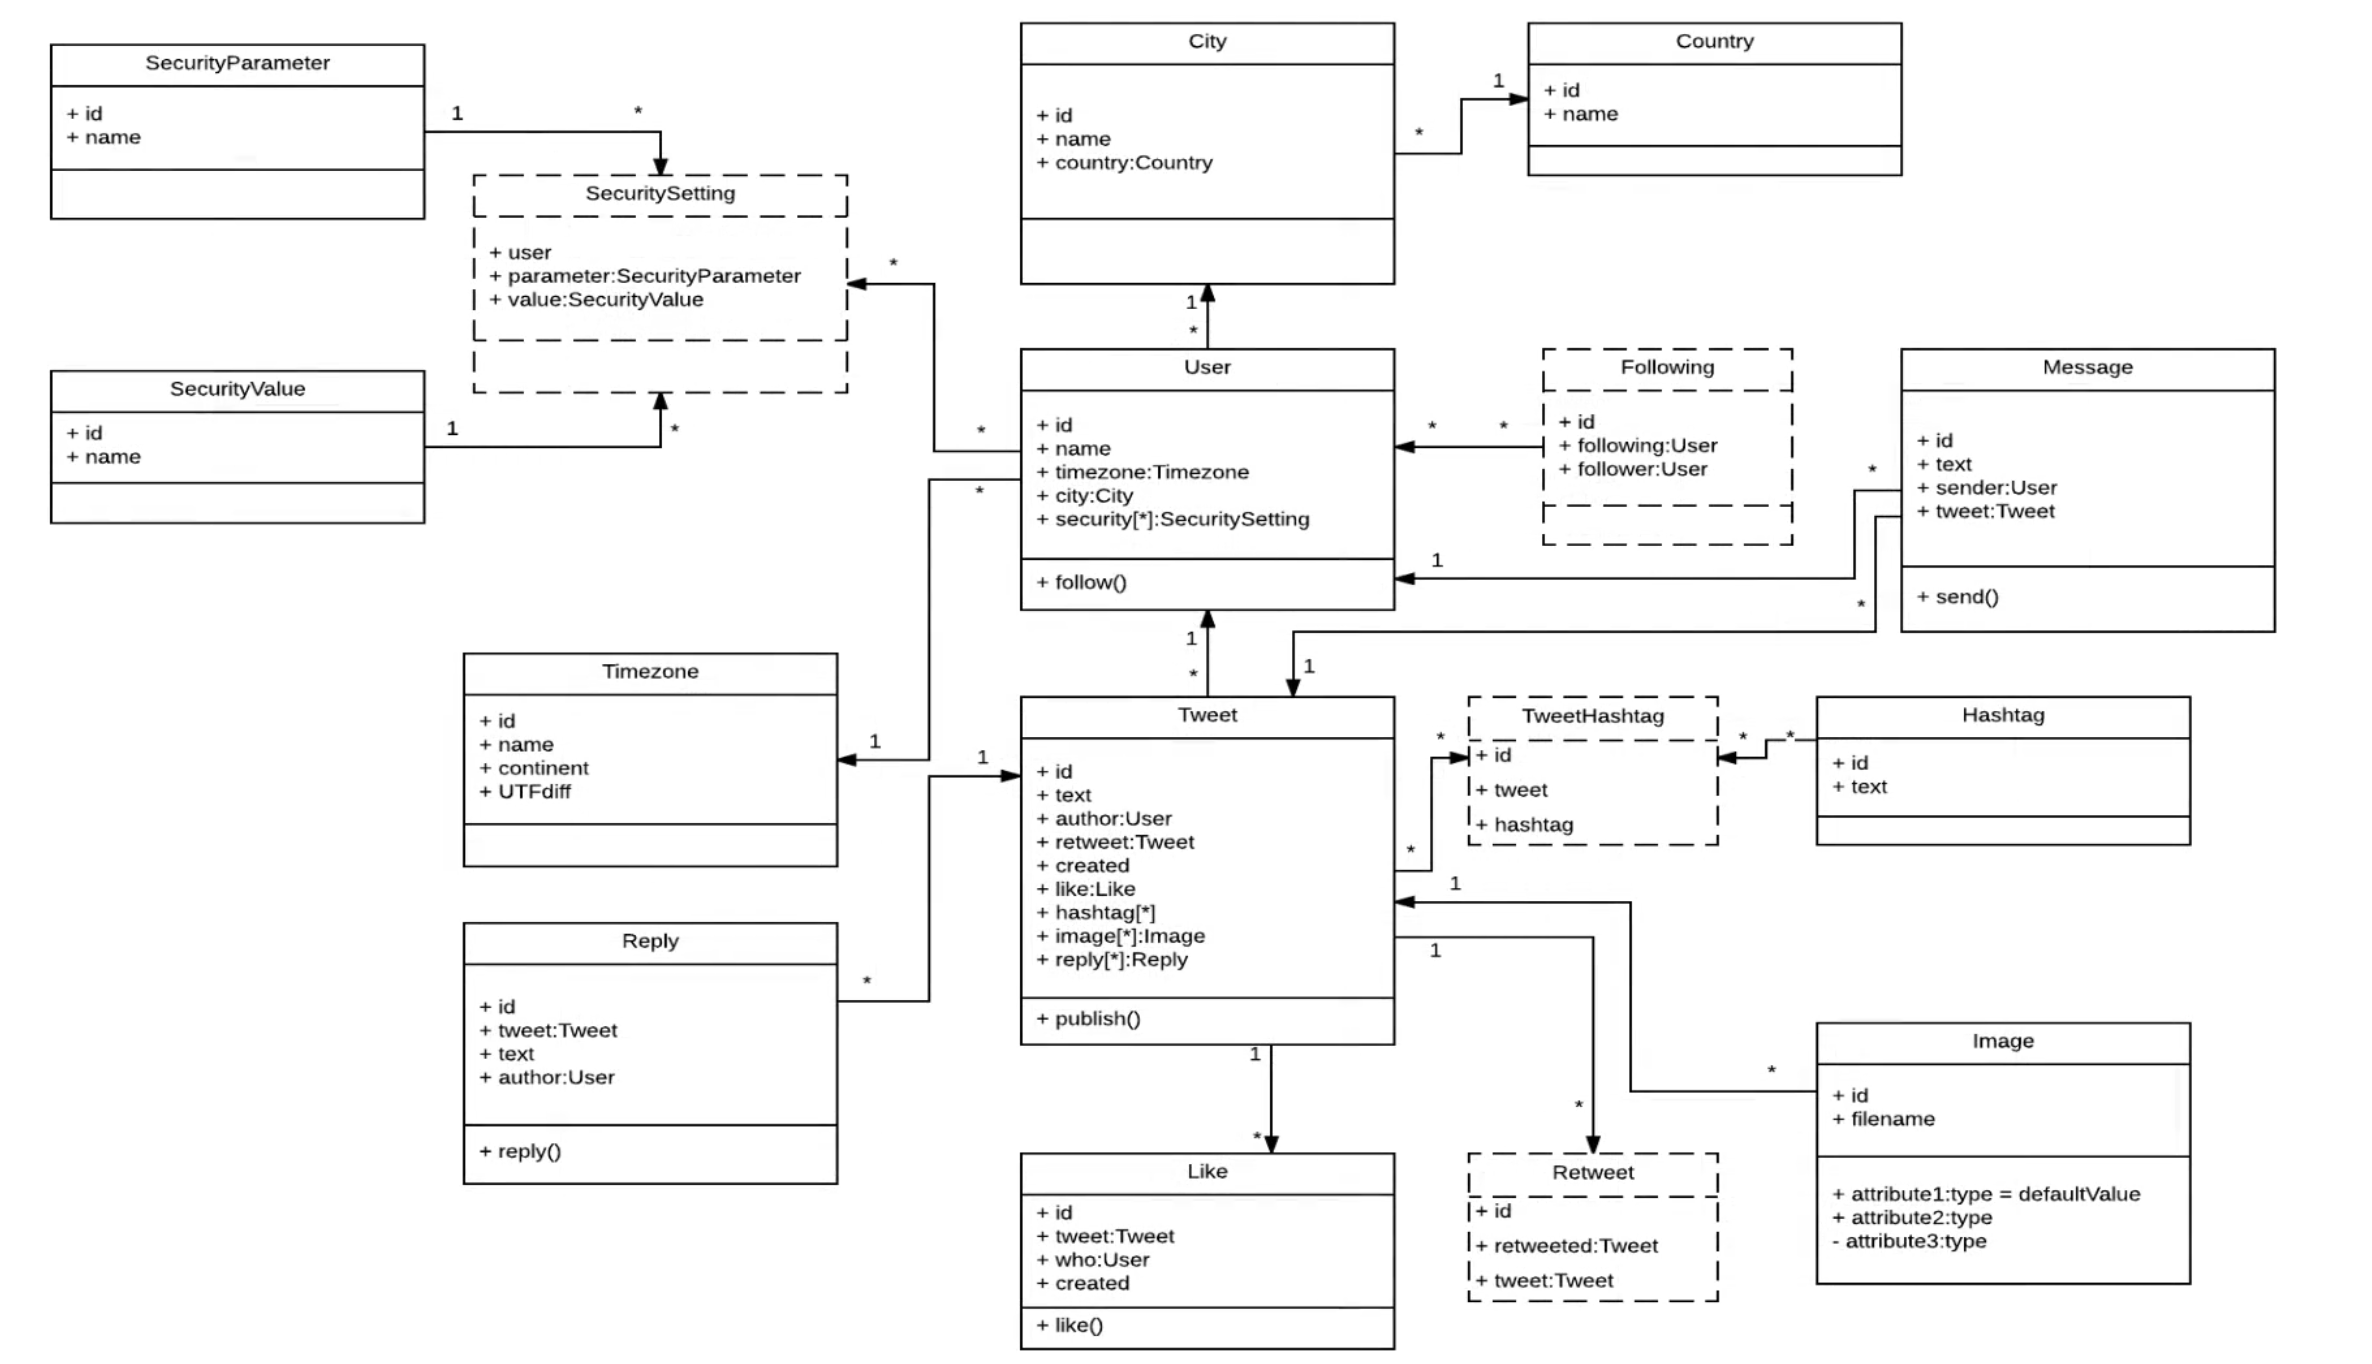 SecurityParameter
+ id
+ name
1
*
SecuritySetting
+ user
+ parameter:SecurityParameter
+ value:SecurityValue
*
SecurityValue
+ id
+ name
1
*
City
+ id
+ name
+ country:Country
*
1
Country
+ id
+ name
1
*
User
+ id
+ name
+ timezone:Timezone
+ city:City
+ security[*]:SecuritySetting
+ follow()
*
*
*
*
Following
+ id
+ following:User
+ follower:User
Message
+ id
+ text
+ sender:User
+ tweet:Tweet
+ send()
*
1
*
1
1
*
Timezone
+ id
+ name
+ continent
+ UTFdiff
1
1
Reply
+ id
+ tweet:Tweet
+ text
+ author:User
+ reply()
*
Tweet
+ id
+ text
+ author:User
+ retweet:Tweet
+ created
+ like:Like
+ hashtag[*]
+ image[*]:Image
+ reply[*]:Reply
+ publish()
*
*
TweetHashtag
+ id
+ tweet
+ hashtag
*
*
Hashtag
+ id
+ text
1
1
*
*
Image
+ id
+ filename
+ attribute1:type = defaultValue
+ attribute2:type
- attribute3:type
1
*
Like
+ id
+ tweet:Tweet
+ who:User
+ created
+ like()
Retweet
+ id
+ retweeted:Tweet
+ tweet:Tweet